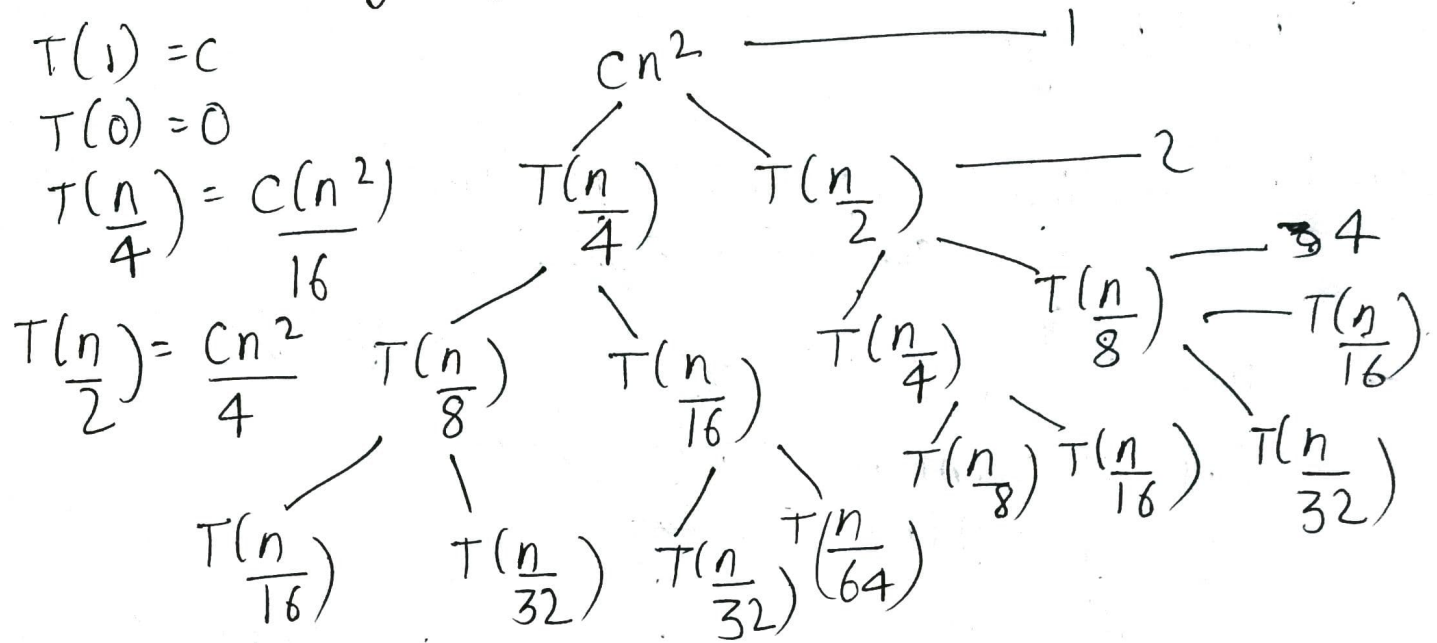 T(1) = C
T(0) = 0
T(n/4) = C(n²)/16
T(n/2) = Cn²/4
Cn² 1
T(n/4) T(n/2) 2
T(n/8) T(n/16) T(n/4) T(n/8) 4
T(n/16) T(n/32) T(n/32) T(n/64) T(n/8) T(n/16) T(n/16) T(n/32)